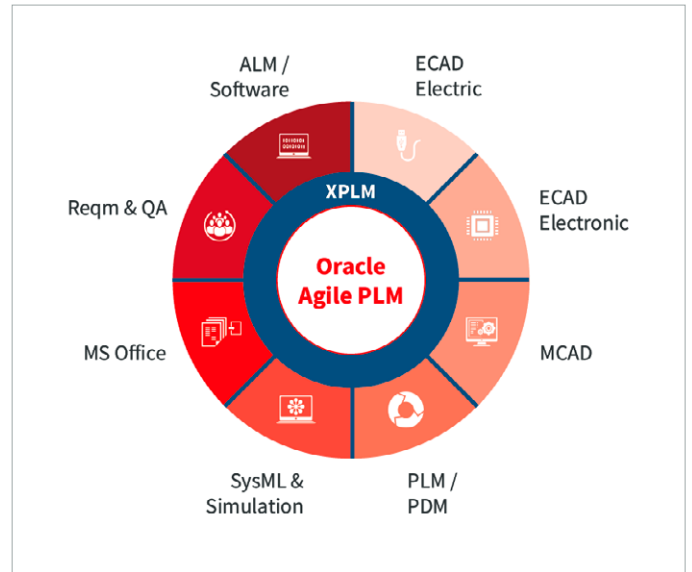 ALM /
Software
ECAD
Electric
Reqm & QA
XPLM
ECAD
Electronic
Oracle
Agile PLM
MS Office
MCAD
SysML &
Simulation
PLM /
PDM